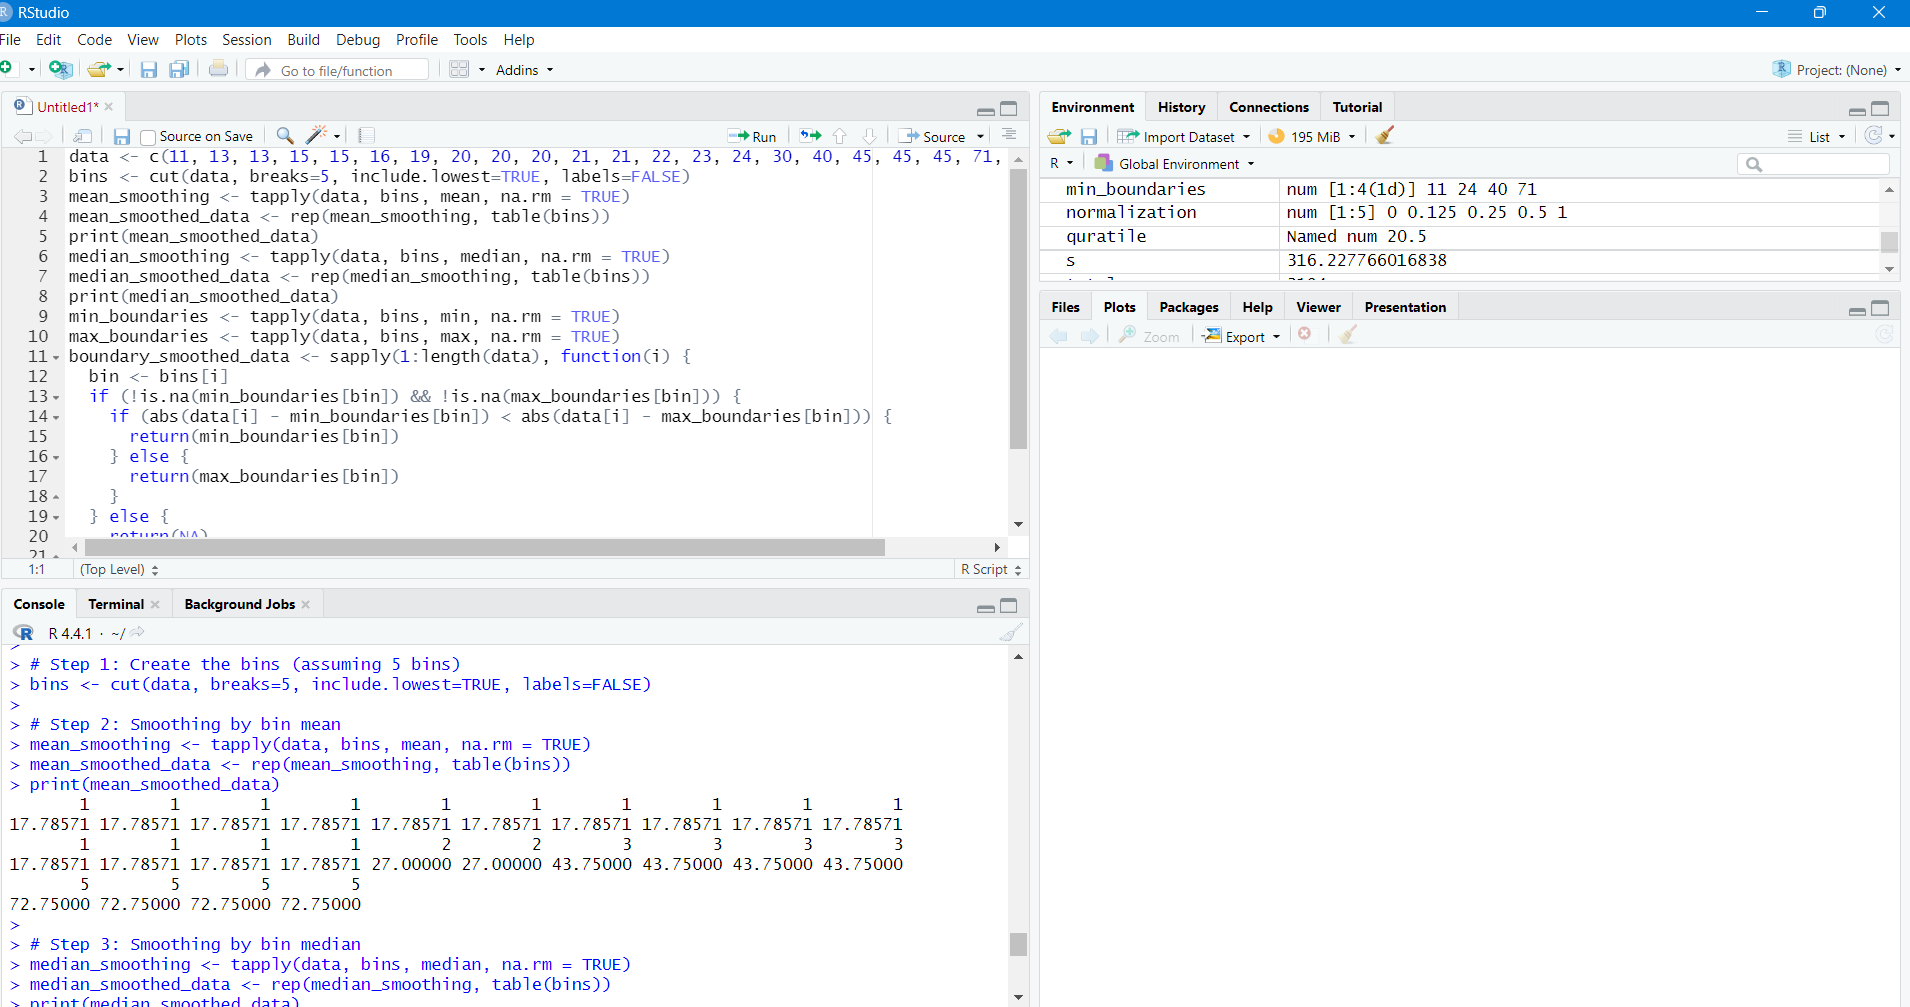 RStudio
File Edit Code View Plots Session Build Debug Profile Tools Help
Go to file/function Addins Project: (None)
Untitled1*
Source on Save Run Source
1 data <- c(11, 13, 13, 15, 15, 16, 19, 20, 20, 20, 21, 21, 22, 23, 24, 30, 40, 45, 45, 45, 71,
2 bins <- cut(data, breaks=5, include.lowest=TRUE, labels=FALSE)
3 mean_smoothing <- tapply(data, bins, mean, na.rm = TRUE)
4 mean_smoothed_data <- rep(mean_smoothing, table(bins))
5 print(mean_smoothed_data)
6 median_smoothing <- tapply(data, bins, median, na.rm = TRUE)
7 median_smoothed_data <- rep(median_smoothing, table(bins))
8 print(median_smoothed_data)
9 min_boundaries <- tapply(data, bins, min, na.rm = TRUE)
10 max_boundaries <- tapply(data, bins, max, na.rm = TRUE)
11 boundary_smoothed_data <- sapply(1:length(data), function(i) {
12 bin <- bins[i]
13 if (!is.na(min_boundaries[bin]) && !is.na(max_boundaries[bin])) {
14 if (abs(data[i] - min_boundaries[bin]) < abs(data[i] - max_boundaries[bin])) {
15 return(min_boundaries[bin])
16 } else {
17 return(max_boundaries[bin])
18 }
19 } else {
20 return(NA)
21
1:1 (Top Level) R Script
Console Terminal Background Jobs
R 4.4.1 · ~/
>
> # Step 1: Create the bins (assuming 5 bins)
> bins <- cut(data, breaks=5, include.lowest=TRUE, labels=FALSE)
>
> # Step 2: Smoothing by bin mean
> mean_smoothing <- tapply(data, bins, mean, na.rm = TRUE)
> mean_smoothed_data <- rep(mean_smoothing, table(bins))
> print(mean_smoothed_data)
1 1 1 1 1 1 1 1 1 1
17.78571 17.78571 17.78571 17.78571 17.78571 17.78571 17.78571 17.78571 17.78571 17.78571
1 1 1 1 2 2 3 3 3 3
17.78571 17.78571 17.78571 17.78571 27.00000 27.00000 43.75000 43.75000 43.75000 43.75000
5 5 5 5
72.75000 72.75000 72.75000 72.75000
>
> # Step 3: Smoothing by bin median
> median_smoothing <- tapply(data, bins, median, na.rm = TRUE)
> median_smoothed_data <- rep(median_smoothing, table(bins))
> print(median_smoothed_data)
Environment History Connections Tutorial
Import Dataset 195 MiB List
R Global Environment
min_boundaries num [1:4(1d)] 11 24 40 71
normalization num [1:5] 0 0.125 0.25 0.5 1
quratile Named num 20.5
s 316.227766016838
Files Plots Packages Help Viewer Presentation
Zoom Export